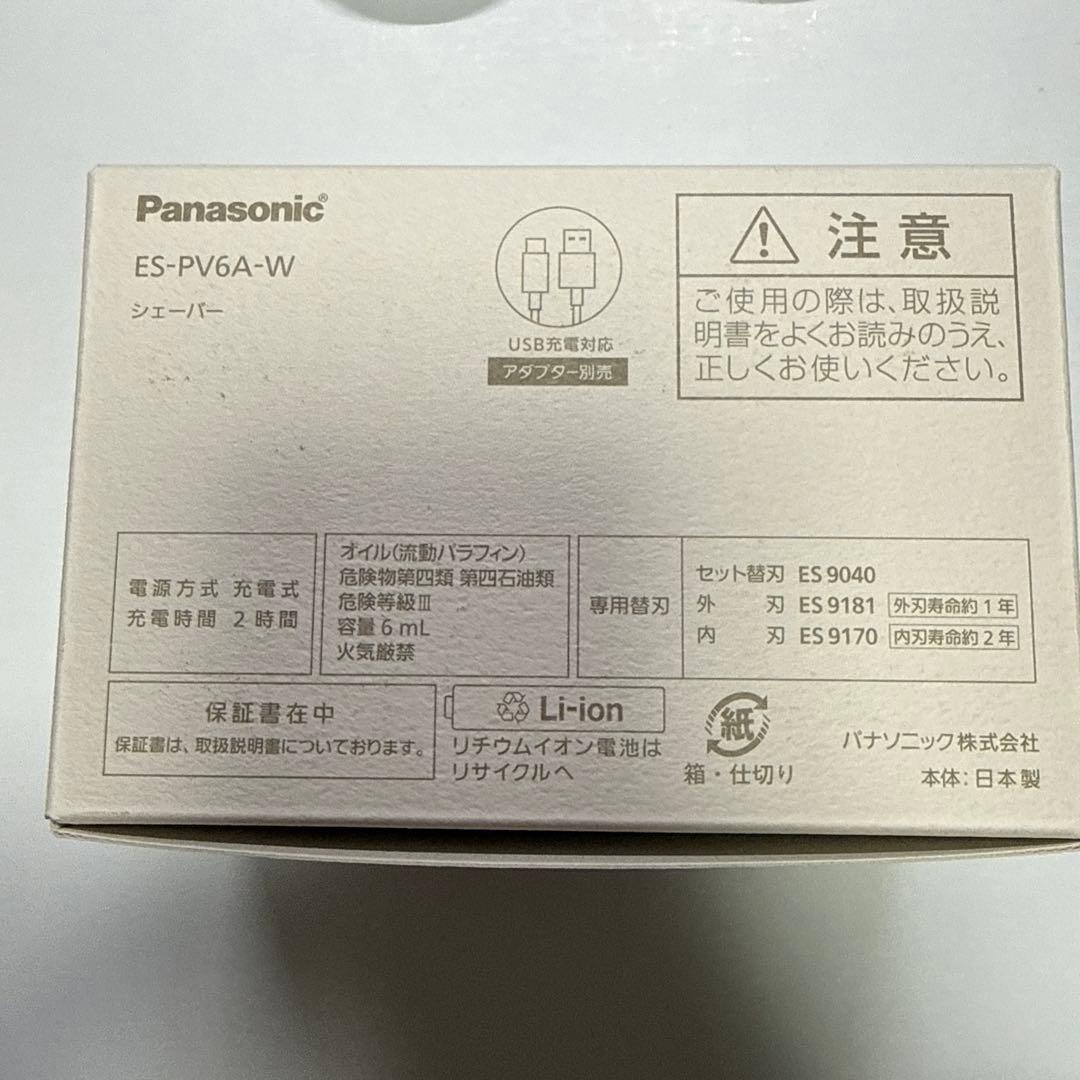 Panasonic®
ES-PV6A-W
シェーバー
USB充電対応
アダプター別売
注意
ご使用の際は、取扱説
明書をよくお読みのうえ、
正しくお使いください。
電源方式 充電式
充電時間 2時間
オイル(流動パラフィン)
危険物第四類 第四石油類
危険等級Ⅲ
容量6mL
火気厳禁
専用替刃
セット替刃 ES9040
外 刃 ES9181 外刃寿命約1年
内 刃 ES9170 内刃寿命約2年
保証書在中
保証書は、取扱説明書についております。
Li-ion
リチウムイオン電池は
リサイクルへ
紙
箱・仕切り
パナソニック株式会社
本体:日本製